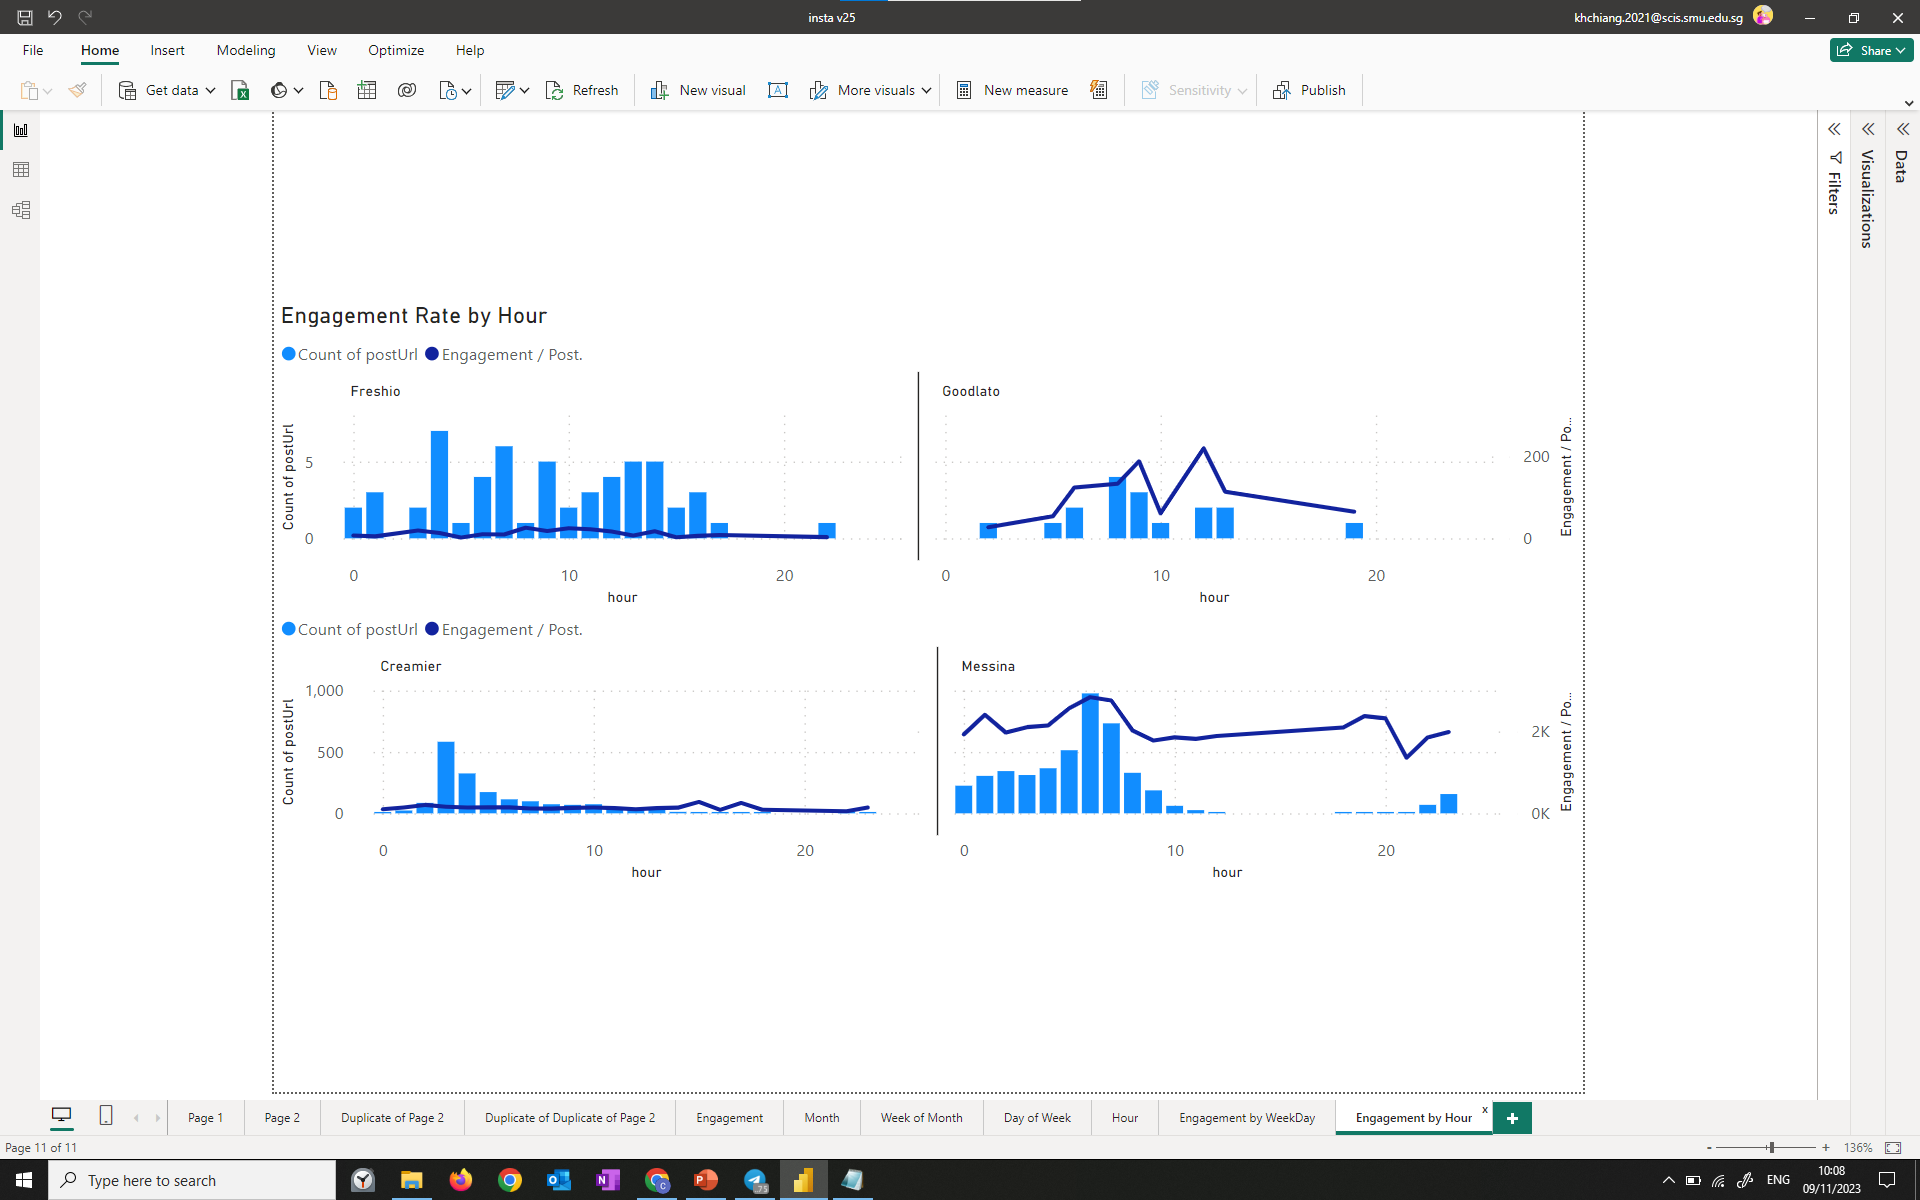 insta v25
khchiang.2021@scis.smu.edu.sg
File Home Insert Modeling View Optimize Help
Share
Get data
Refresh
New visual
More visuals
New measure
Sensitivity
Publish
Filters
Visualizations
Data
Engagement Rate by Hour
Count of postUrl Engagement / Post.
Freshio
Goodlato
Count of postUrl
5
0
200
0
Engagement / Po...
0 10 20
0 10 20
hour
hour
Count of postUrl Engagement / Post.
Creamier
Messina
Count of postUrl
1,000
500
0
2K
0K
Engagement / Po...
0 10 20
0 10 20
hour
hour
Page 1 Page 2 Duplicate of Page 2 Duplicate of Duplicate of Page 2 Engagement Month Week of Month Day of Week Hour Engagement by WeekDay Engagement by Hour x +
Page 11 of 11
- + 136%
Type here to search
.75
ENG
10:08
09/11/2023